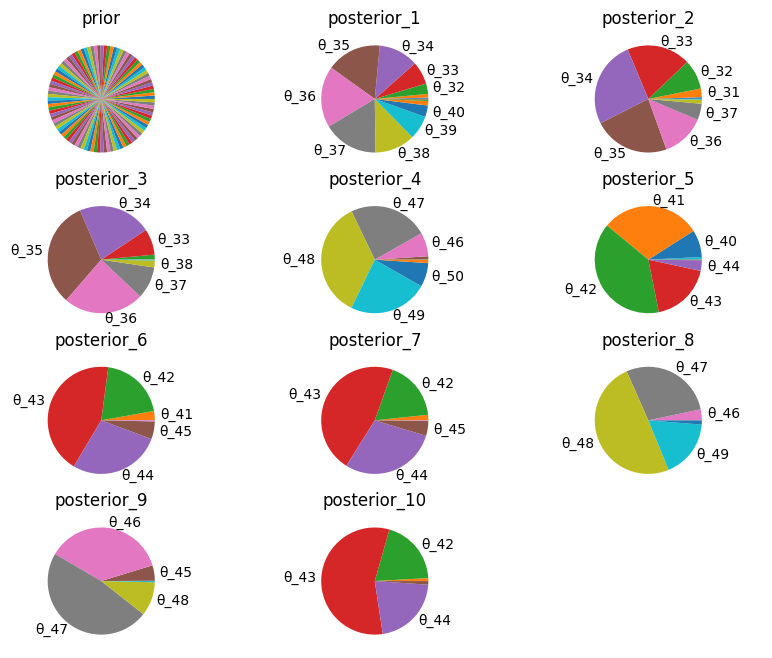 prior
posterior_1
θ_32
θ_33
θ_34
θ_35
θ_36
θ_37
θ_38
θ_39
θ_40
posterior_2
θ_31
θ_32
θ_33
θ_34
θ_35
θ_36
θ_37
posterior_3
θ_33
θ_34
θ_35
θ_36
θ_37
θ_38
posterior_4
θ_46
θ_47
θ_48
θ_49
θ_50
posterior_5
θ_40
θ_41
θ_42
θ_43
θ_44
posterior_6
θ_41
θ_42
θ_43
θ_44
θ_45
posterior_7
θ_42
θ_43
θ_44
θ_45
posterior_8
θ_46
θ_47
θ_48
θ_49
posterior_9
θ_45
θ_46
θ_47
θ_48
posterior_10
θ_42
θ_43
θ_44